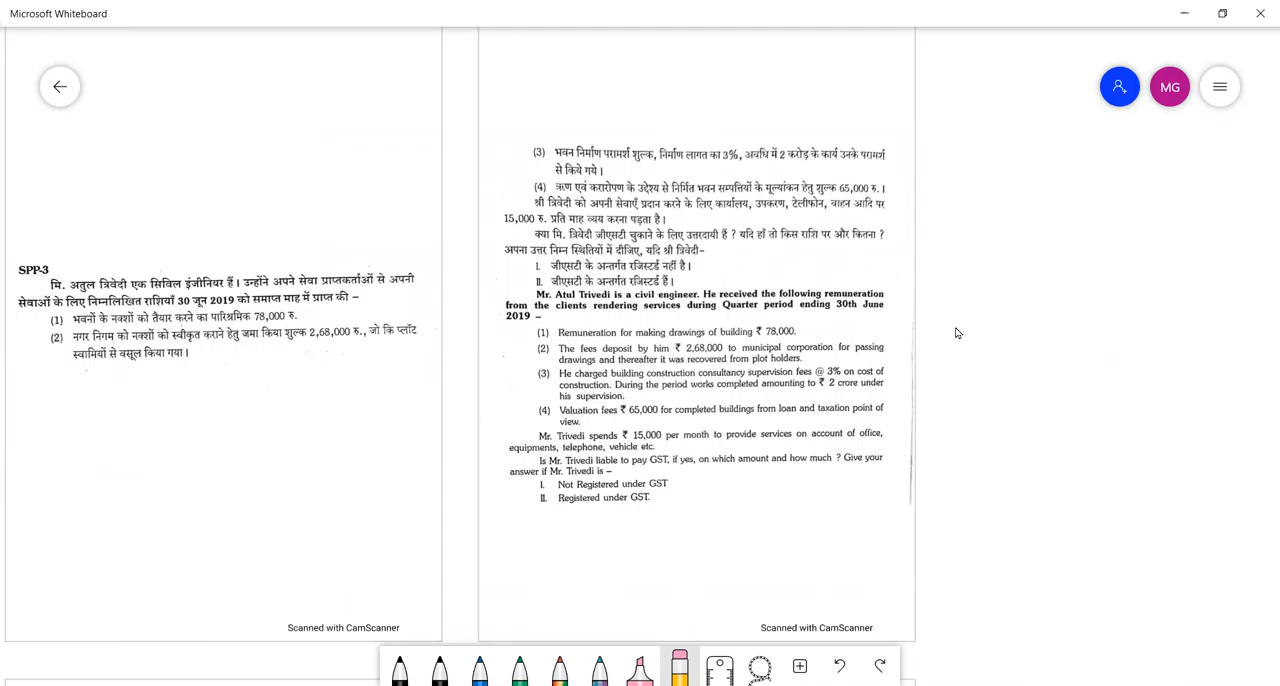 Microsoft Whiteboard
MG
SPP-3
मि. अतुल त्रिवेदी एक सिविल इंजीनियर हैं। उन्होंने अपने सेवा प्राप्तकर्ताओं से अपनी
सेवाओं के लिए निम्नलिखित राशियाँ 30 जून 2019 को समाप्त माह में प्राप्त की –
(1) भवनों के नक्शों को तैयार करने का पारिश्रमिक 78,000 रु.
(2) नगर निगम को नक्शों को स्वीकृत कराने हेतु जमा किया शुल्क 2,68,000 रु., जो कि प्लॉट
स्वामियों से वसूल किया गया।
Scanned with CamScanner
(3) भवन निर्माण परामर्श शुल्क, निर्माण लागत का 3%, अवधि में 2 करोड़ के कार्य उनके परामर्श
से किये गये।
(4) ऋण एवं करारोपण के उद्देश्य से निर्मित भवन सम्पत्तियों के मूल्यांकन हेतु शुल्क 65,000 रु.।
श्री त्रिवेदी को अपनी सेवाएँ प्रदान करने के लिए कार्यालय, उपकरण, टेलीफोन, वाहन आदि पर
15,000 रु. प्रति माह व्यय करना पड़ता है।
क्या मि. त्रिवेदी जीएसटी चुकाने के लिए उत्तरदायी हैं ? यदि हाँ तो किस राशि पर और कितना ?
अपना उत्तर निम्न स्थितियों में दीजिए, यदि श्री त्रिवेदी–
I. जीएसटी के अन्तर्गत रजिस्टर्ड नहीं है।
II. जीएसटी के अन्तर्गत रजिस्टर्ड हैं।
Mr. Atul Trivedi is a civil engineer. He received the following remuneration
from the clients rendering services during Quarter period ending 30th June
2019 –
(1) Remuneration for making drawings of building ₹ 78,000.
(2) The fees deposit by him ₹ 2,68,000 to municipal corporation for passing
drawings and thereafter it was recovered from plot holders.
(3) He charged building construction consultancy supervision fees @ 3% on cost of
construction. During the period works completed amounting to ₹ 2 crore under
his supervision.
(4) Valuation fees ₹ 65,000 for completed buildings from loan and taxation point of
view.
Mr. Trivedi spends ₹ 15,000 per month to provide services on account of office,
equipments, telephone, vehicle etc.
Is Mr. Trivedi liable to pay GST, if yes, on which amount and how much ? Give your
answer if Mr. Trivedi is –
I. Not Registered under GST
II. Registered under GST.
Scanned with CamScanner